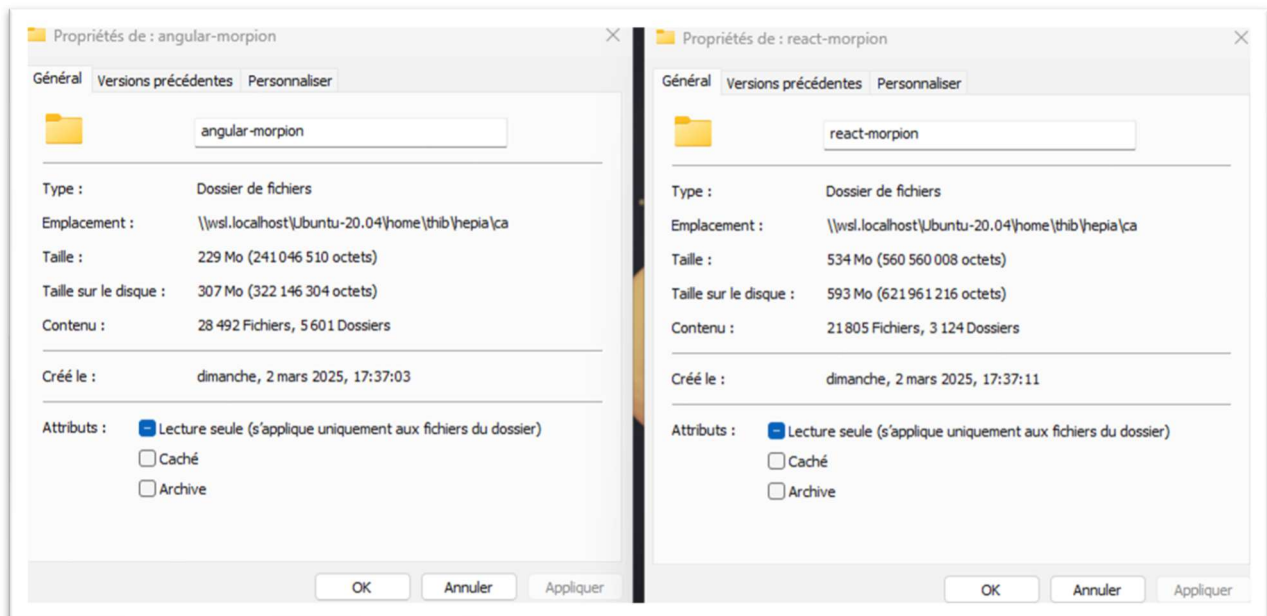 Propriétés de : angular-morpion
Général Versions précédentes Personnaliser
angular-morpion
Type : Dossier de fichiers
Emplacement : \\wsl.localhost\Ubuntu-20.04\home\thib\hepia\ca
Taille : 229 Mo (241 046 510 octets)
Taille sur le disque : 307 Mo (322 146 304 octets)
Contenu : 28 492 Fichiers, 5 601 Dossiers
Créé le : dimanche, 2 mars 2025, 17:37:03
Attributs : Lecture seule (s'applique uniquement aux fichiers du dossier)
Caché
Archive
OK Annuler Appliquer
Propriétés de : react-morpion
Général Versions précédentes Personnaliser
react-morpion
Type : Dossier de fichiers
Emplacement : \\wsl.localhost\Ubuntu-20.04\home\thib\hepia\ca
Taille : 534 Mo (560 560 008 octets)
Taille sur le disque : 593 Mo (621 961 216 octets)
Contenu : 21 805 Fichiers, 3 124 Dossiers
Créé le : dimanche, 2 mars 2025, 17:37:11
Attributs : Lecture seule (s'applique uniquement aux fichiers du dossier)
Caché
Archive
OK Annuler Appliquer